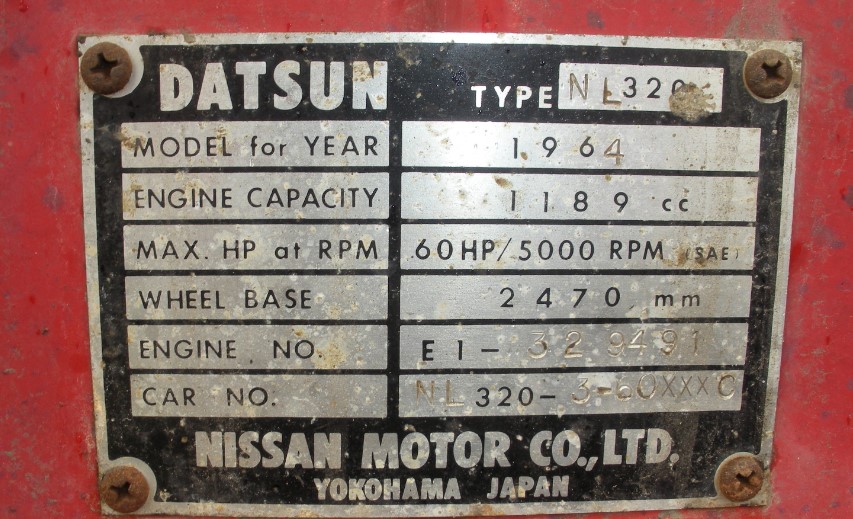 DATSUN TYPE NL320
MODEL for YEAR 1964
ENGINE CAPACITY 1189 cc
MAX. HP at RPM 60HP/5000 RPM (SAE)
WHEEL BASE 2470 mm
ENGINE NO. E1-329491
CAR NO. NL320-3-60XXXC
NISSAN MOTOR CO., LTD.
YOKOHAMA JAPAN